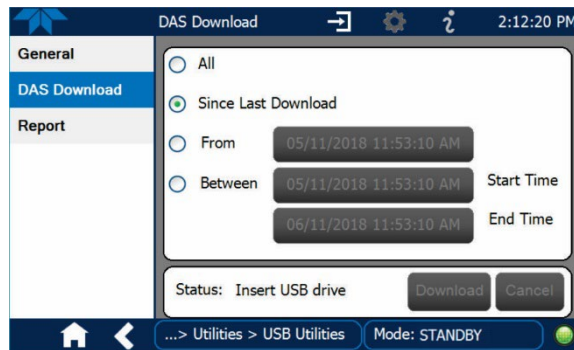 DAS Download
2:12:20 PM
General
DAS Download
Report
All
Since Last Download
From 05/11/2018 11:53:10 AM
Between 05/11/2018 11:53:10 AM Start Time
06/11/2018 11:53:10 AM End Time
Status: Insert USB drive Download Cancel
...> Utilities > USB Utilities Mode: STANDBY